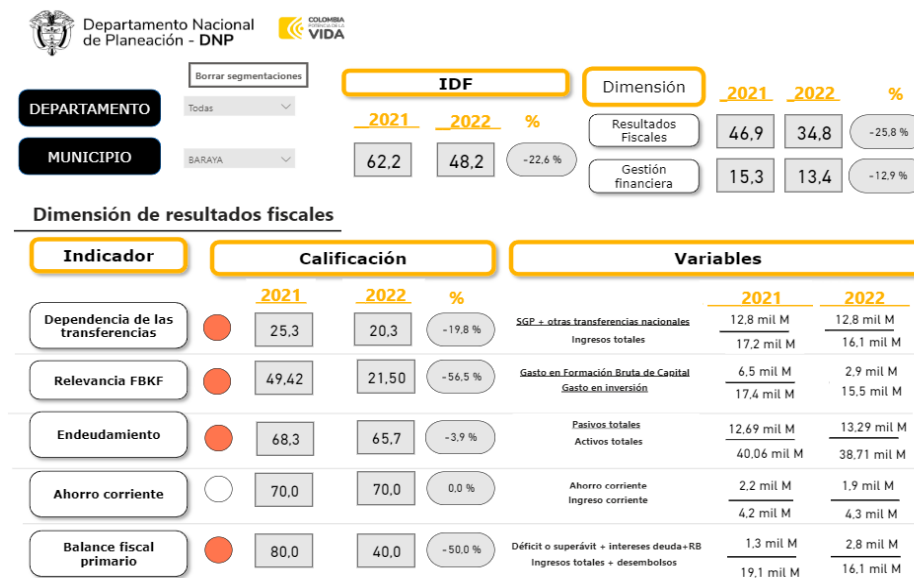 Departamento Nacional
de Planeación - DNP
COLOMBIA
POTENCIA DE LA
VIDA
Borrar segmentaciones
IDF
Dimensión
2021 2022 %
DEPARTAMENTO
Todas
2021 2022 %
Resultados
Fiscales
46,9 34,8 -25,8 %
MUNICIPIO
BARAYA
62,2 48,2 -22,6 %
Gestión
financiera
15,3 13,4 -12,9 %
Dimensión de resultados fiscales
Indicador
Calificación
Variables
2021 2022 %
2021 2022
Dependencia de las
transferencias
25,3 20,3 -19,8 %
SGP + otras transferencias nacionales
Ingresos totales
12,8 mil M 12,8 mil M
17,2 mil M 16,1 mil M
Relevancia FBKF
49,42 21,50 -56,5 %
Gasto en Formación Bruta de Capital
Gasto en inversión
6,5 mil M 2,9 mil M
17,4 mil M 15,5 mil M
Endeudamiento
68,3 65,7 -3,9 %
Pasivos totales
Activos totales
12,69 mil M 13,29 mil M
40,06 mil M 38,71 mil M
Ahorro corriente
70,0 70,0 0,0 %
Ahorro corriente
Ingreso corriente
2,2 mil M 1,9 mil M
4,2 mil M 4,3 mil M
Balance fiscal
primario
80,0 40,0 -50,0 %
Déficit o superávit + intereses deuda+RB
Ingresos totales + desembolsos
1,3 mil M 2,8 mil M
19,1 mil M 16,1 mil M